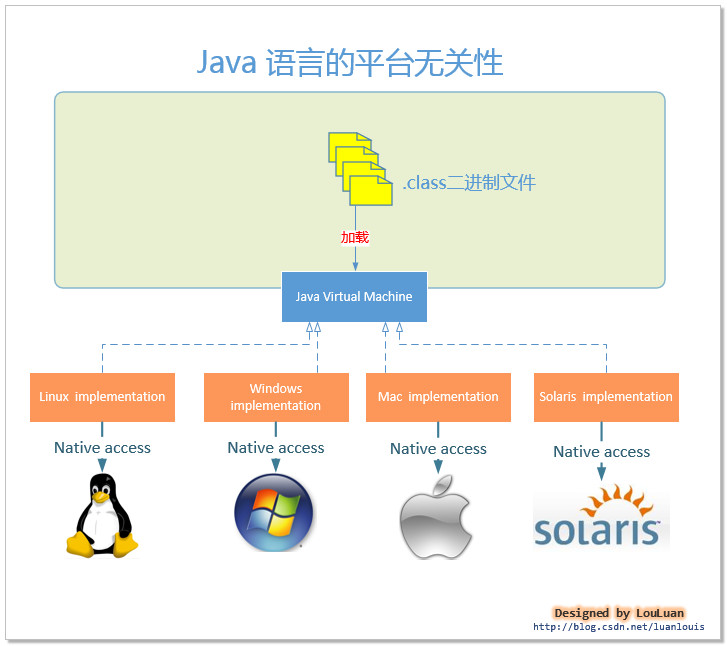 Java 语言的平台无关性
.class二进制文件
加载
Java Virtual Machine
Linux implementation
Windows
implementation
Mac implementation
Solaris implementation
Native access
Native access
Native access
Native access
solaris
Designed by LouLuan
http://blog.csdn.net/luanlouis